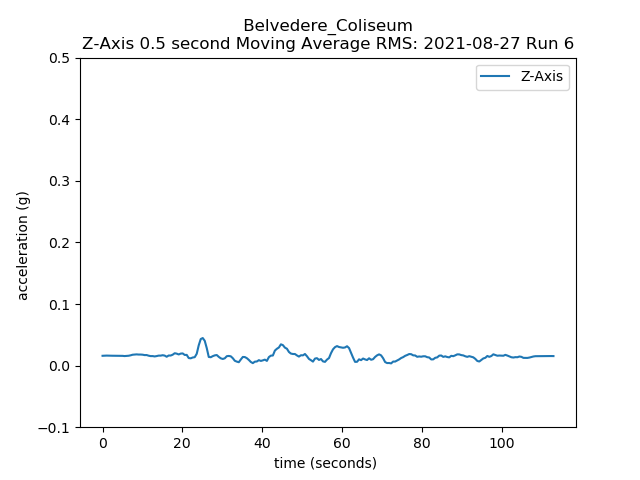 Belvedere_Coliseum
Z-Axis 0.5 second Moving Average RMS: 2021-08-27 Run 6
Z-Axis
0.5
0.4
0.3
0.2
0.1
0.0
−0.1
acceleration (g)
0 20 40 60 80 100
time (seconds)